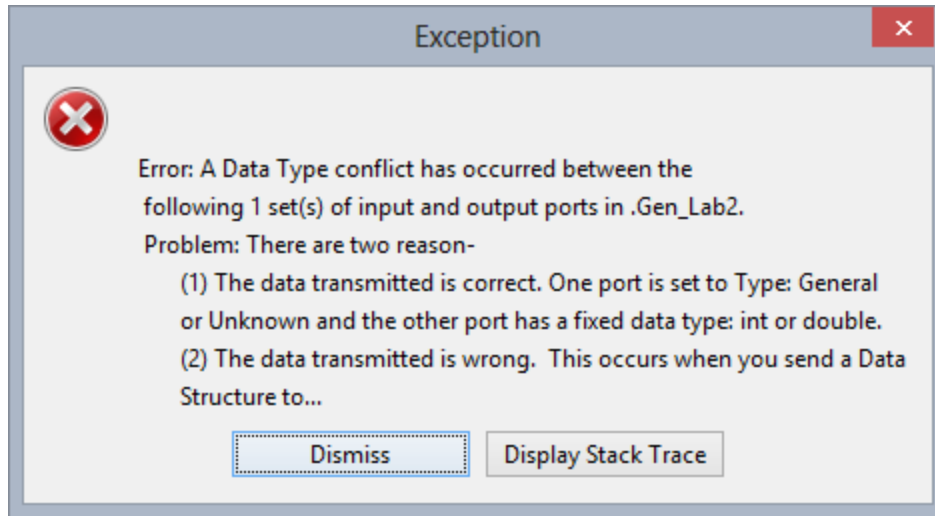 Exception
Error: A Data Type conflict has occurred between the
following 1 set(s) of input and output ports in .Gen_Lab2.
Problem: There are two reason-
(1) The data transmitted is correct. One port is set to Type: General
or Unknown and the other port has a fixed data type: int or double.
(2) The data transmitted is wrong.  This occurs when you send a Data
Structure to...
Dismiss
Display Stack Trace